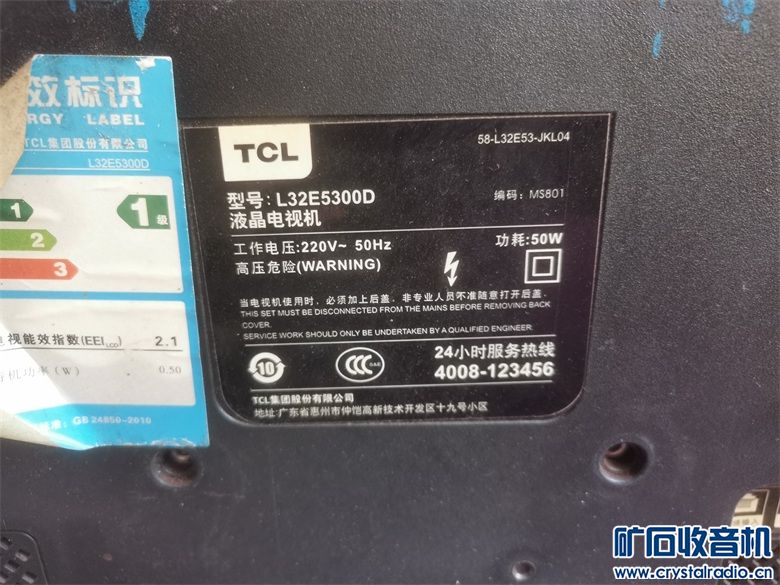 效标识
RGY LABEL
TCL集团股份有限公司
L32E5300D
1
1级
2
3
电视能效指数(EEILCD) 2.1
机功率(W) 0.50
GB 24850-2010
TCL
58-L32E53-JKL04
型号: L32E5300D
编码: MS801
液晶电视机
工作电压:220V~ 50Hz
功耗:50W
高压危险(WARNING)
当电视机使用时, 必须加上后盖, 非专业人员不准随意打开后盖.
THIS SET MUST BE DISCONNECTED FROM THE MAINS BEFORE REMOVING BACK
COVER.
SERVICE WORK SHOULD ONLY BE UNDERTAKEN BY A QUALIFIED ENGINEER.
10
CCC S&E
24小时服务热线
4008-123456
TCL集团股份有限公司
地址:广东省惠州市仲恺高新技术开发区十九号小区
矿石收音机
www.crystalradio.cn